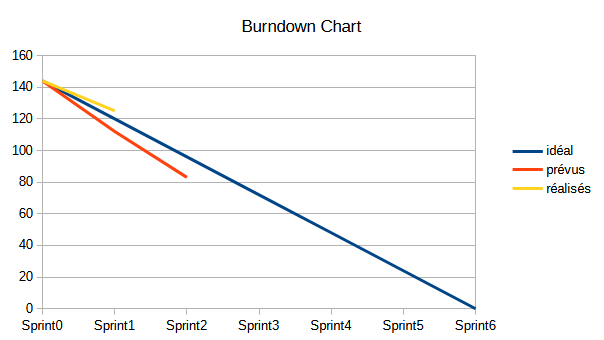 Burndown Chart
160
140
120
100
80
60
40
20
0
Sprint0 Sprint1 Sprint2 Sprint3 Sprint4 Sprint5 Sprint6
idéal
prévus
réalisés